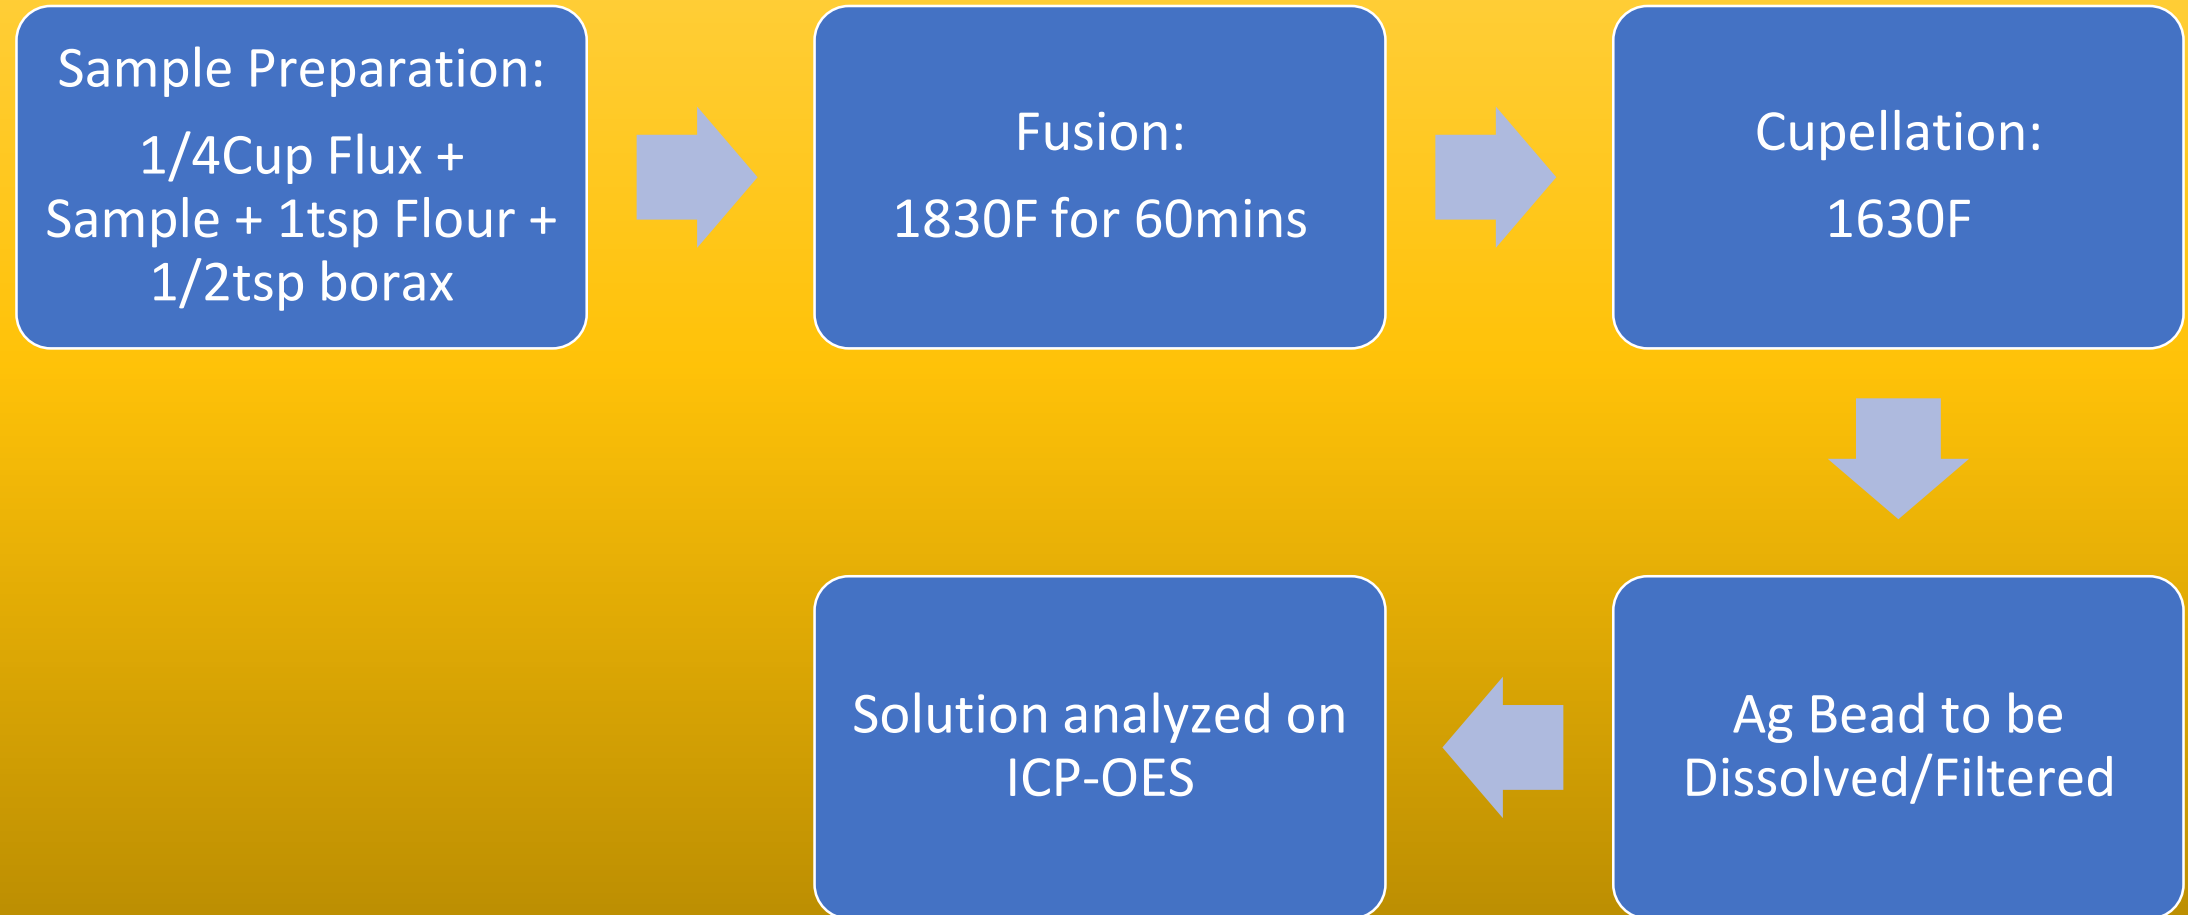 Sample Preparation:
1/4Cup Flux +
Sample + 1tsp Flour +
1/2tsp borax
Fusion:
1830F for 60mins
Cupellation:
1630F
Ag Bead to be
Dissolved/Filtered
Solution analyzed on
ICP-OES